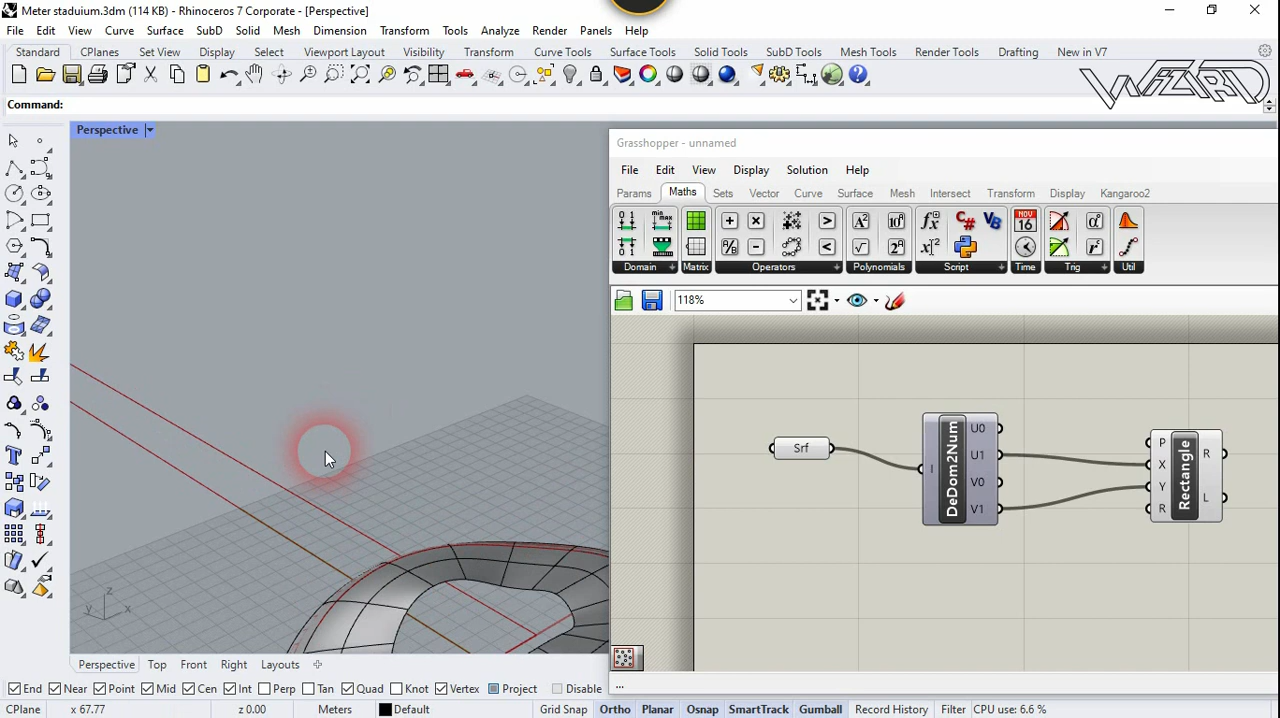 Meter staduium.3dm (114 KB) - Rhinoceros 7 Corporate - [Perspective]
File Edit View Curve Surface SubD Solid Mesh Dimension Transform Tools Analyze Render Panels Help
Standard CPlanes Set View Display Select Viewport Layout Visibility Transform Curve Tools Surface Tools Solid Tools SubD Tools Mesh Tools Render Tools Drafting New in V7
WIZARD
Command:
Perspective
Grasshopper - unnamed
File Edit View Display Solution Help
Params Maths Sets Vector Curve Surface Mesh Intersect Transform Display Kangaroo2
Domain Matrix Operators Polynomials Script Time Trig Util
118%
Srf
DeDom2Num
I
U0
U1
V0
V1
Rectangle
P
X
Y
R
R
L
z
y x
Perspective Top Front Right Layouts
...
End Near Point Mid Cen Int Perp Tan Quad Knot Vertex Project Disable
CPlane x 67.77 z 0.00 Meters Default Grid Snap Ortho Planar Osnap SmartTrack Gumball Record History Filter CPU use: 6.6 %